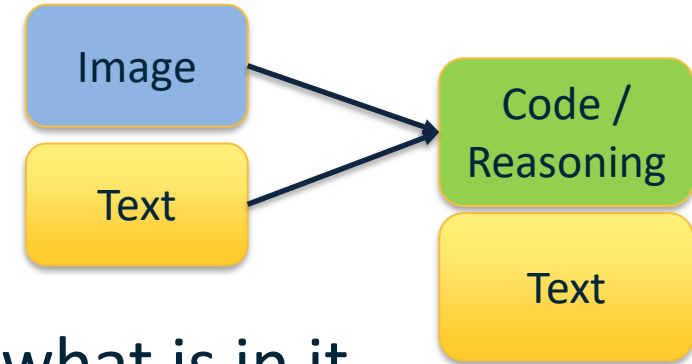 Image
Code /
Reasoning
Text
Text
what is in it